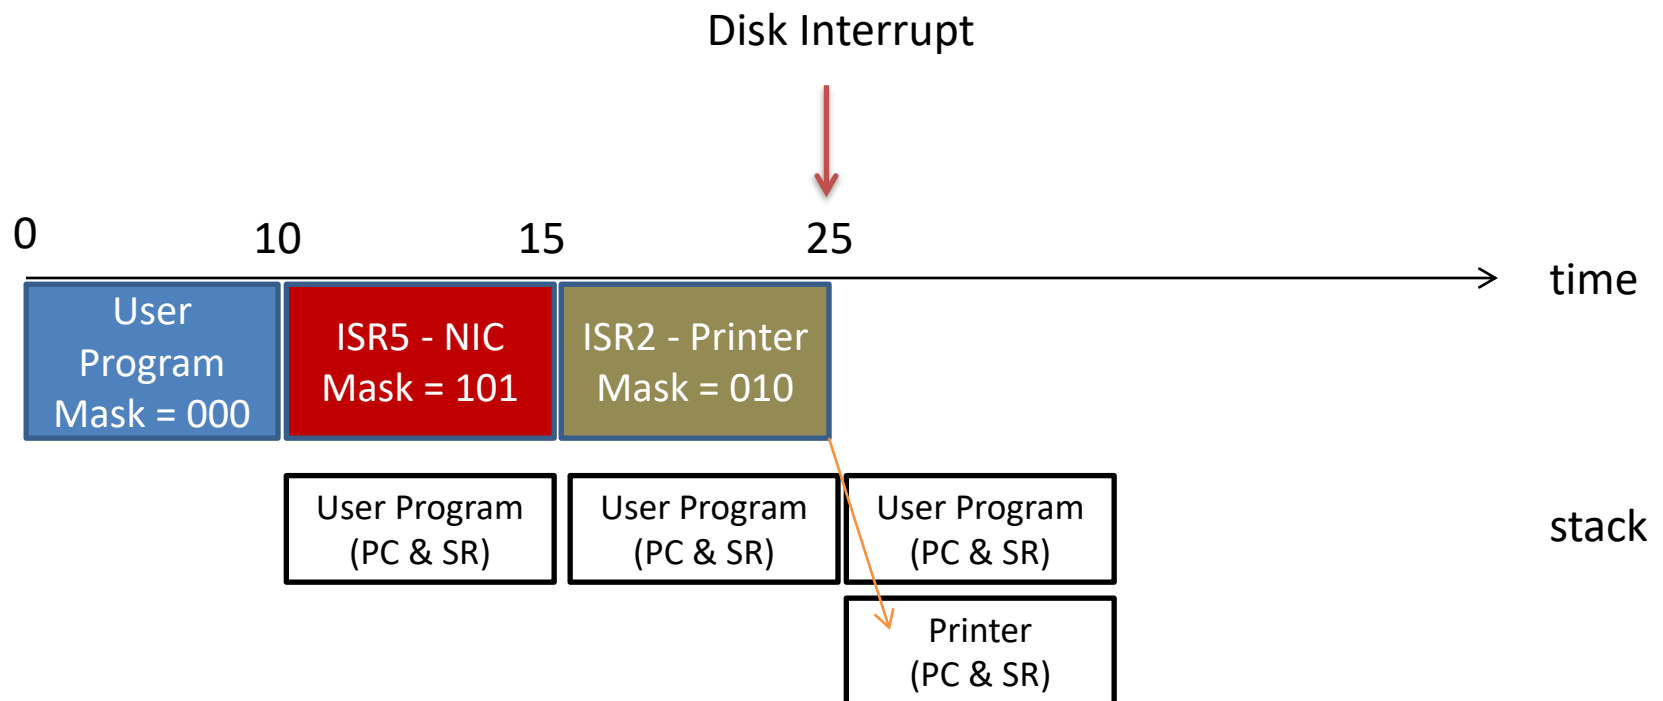 Disk Interrupt
0
10
15
25
time
User
Program
Mask = 000
ISR5 - NIC
Mask = 101
ISR2 - Printer
Mask = 010
User Program
(PC & SR)
User Program
(PC & SR)
User Program
(PC & SR)
stack
Printer
(PC & SR)